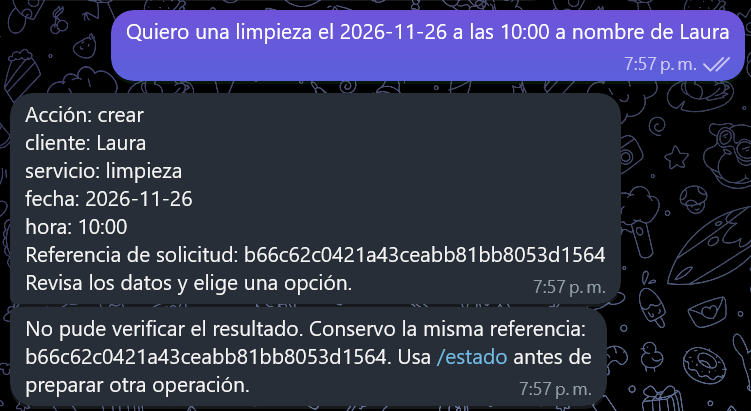 Quiero una limpieza el 2026-11-26 a las 10:00 a nombre de Laura
7:57 p. m.
Acción: crear
cliente: Laura
servicio: limpieza
fecha: 2026-11-26
hora: 10:00
Referencia de solicitud: b66c62c0421a43ceabb81bb8053d1564
Revisa los datos y elige una opción.
7:57 p. m.
No pude verificar el resultado. Conservo la misma referencia:
b66c62c0421a43ceabb81bb8053d1564. Usa /estado antes de
preparar otra operación.
7:57 p. m.